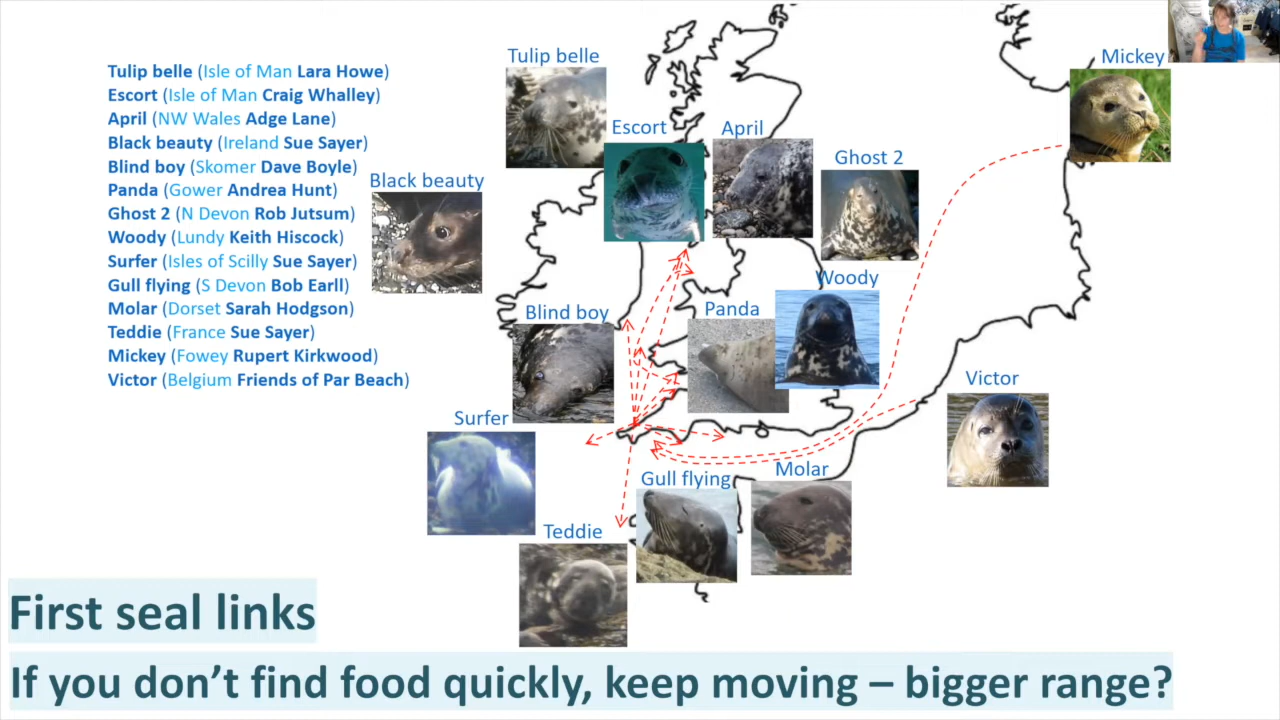 Tulip belle (Isle of Man Lara Howe)
Escort (Isle of Man Craig Whalley)
April (NW Wales Adge Lane)
Black beauty (Ireland Sue Sayer)
Blind boy (Skomer Dave Boyle)
Panda (Gower Andrea Hunt)
Ghost 2 (N Devon Rob Jutsum)
Woody (Lundy Keith Hiscock)
Surfer (Isles of Scilly Sue Sayer)
Gull flying (S Devon Bob Earll)
Molar (Dorset Sarah Hodgson)
Teddie (France Sue Sayer)
Mickey (Fowey Rupert Kirkwood)
Victor (Belgium Friends of Par Beach)
Tulip belle
Mickey
Escort
April
Ghost 2
Black beauty
Woody
Blind boy
Panda
Victor
Surfer
Gull flying
Molar
Teddie
First seal links
If you don’t find food quickly, keep moving – bigger range?